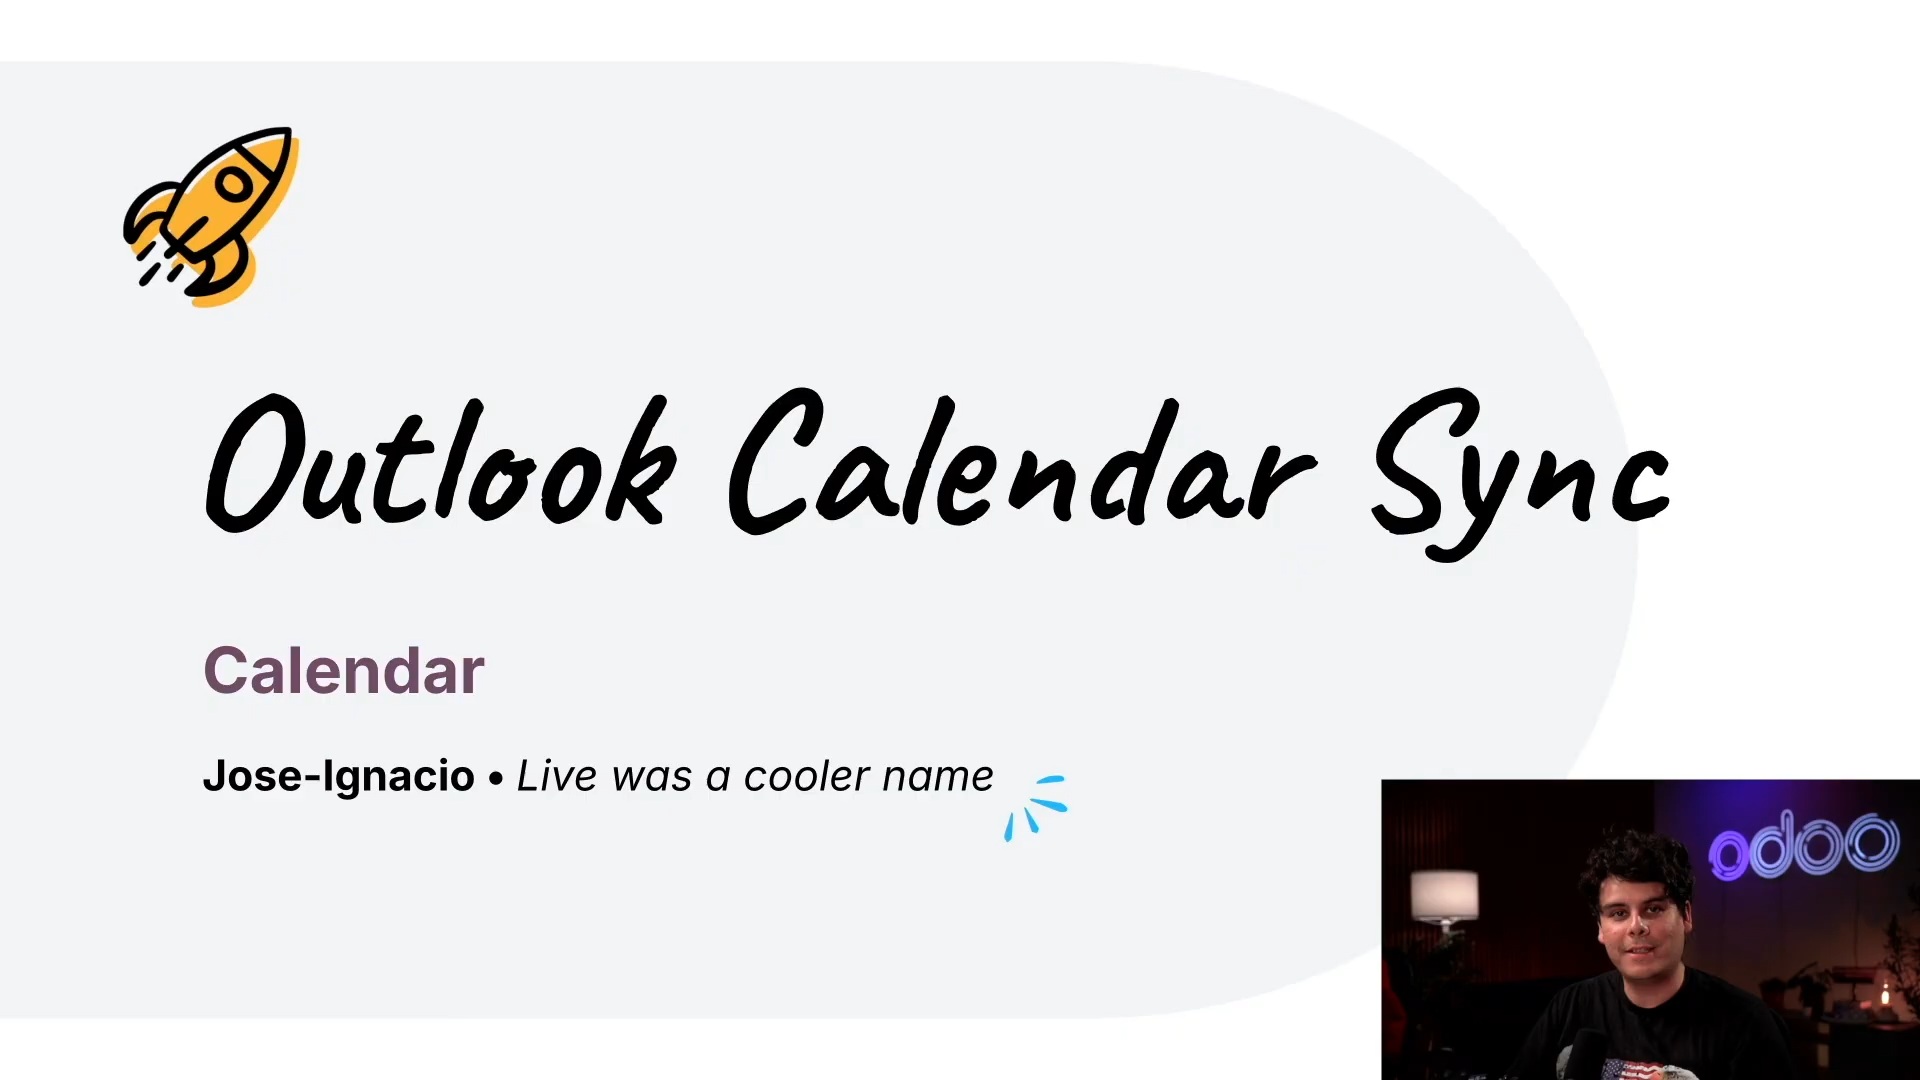 Outlook Calendar Sync
Calendar
Jose-Ignacio • Live was a cooler name
odoo